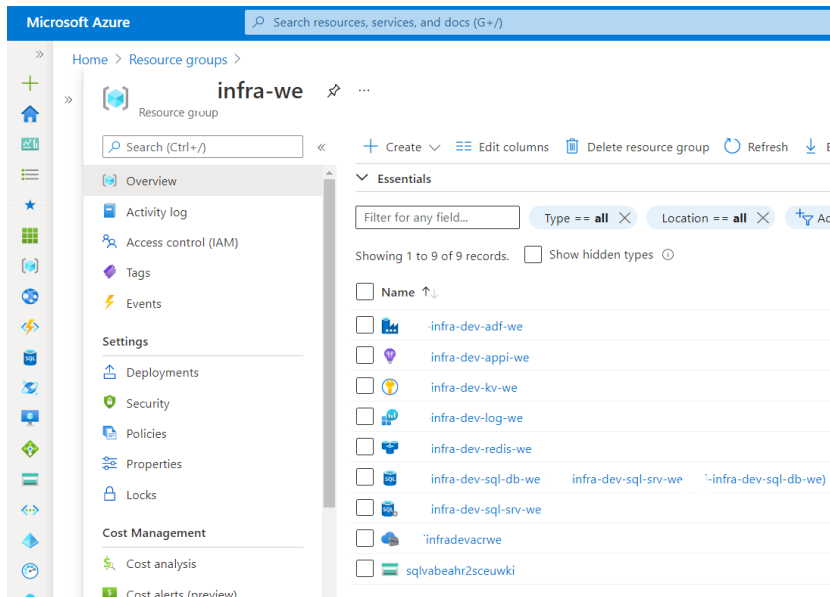 Microsoft Azure
Search resources, services, and docs (G+/)
Home > Resource groups >
infra-we
Resource group
Search (Ctrl+/)
Overview
Activity log
Access control (IAM)
Tags
Events
Settings
Deployments
Security
Policies
Properties
Locks
Cost Management
Cost analysis
Cost alerts (preview)
Create
Edit columns
Delete resource group
Refresh
Essentials
Filter for any field...
Type == all
Location == all
Showing 1 to 9 of 9 records.
Show hidden types
Name
infra-dev-adf-we
infra-dev-appi-we
infra-dev-kv-we
infra-dev-log-we
infra-dev-redis-we
infra-dev-sql-db-we infra-dev-sql-srv-we -infra-dev-sql-db-we)
infra-dev-sql-srv-we
infradevacrwe
sqlvabeahr2sceuwki